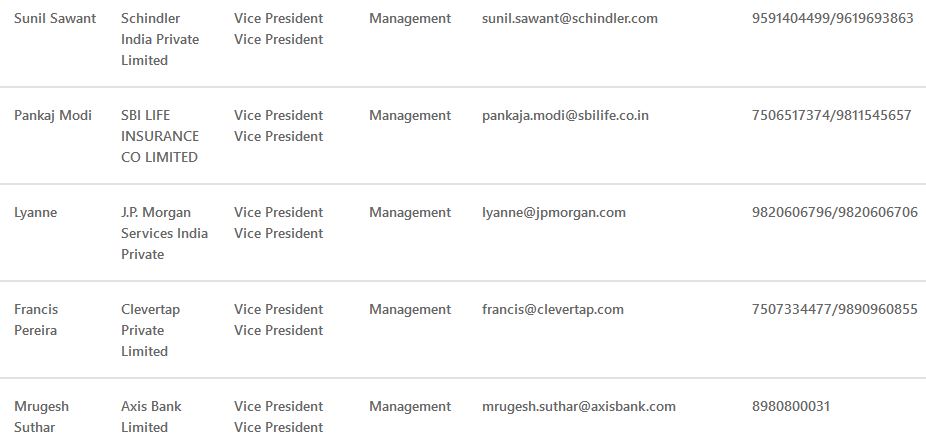 Sunil Sawant Schindler Vice President Management sunil.sawant@schindler.com 9591404499/9619693863
India Private Vice President
Limited
Pankaj Modi SBI LIFE Vice President Management pankaja.modi@sbilife.co.in 7506517374/9811545657
INSURANCE Vice President
CO LIMITED
Lyanne J.P. Morgan Vice President Management lyanne@jpmorgan.com 9820606796/9820606706
Services India Vice President
Private
Francis Clevertap Vice President Management francis@clevertap.com 7507334477/9890960855
Pereira Private Vice President
Limited
Mrugesh Axis Bank Vice President Management mrugesh.suthar@axisbank.com 8980800031
Suthar Limited Vice President